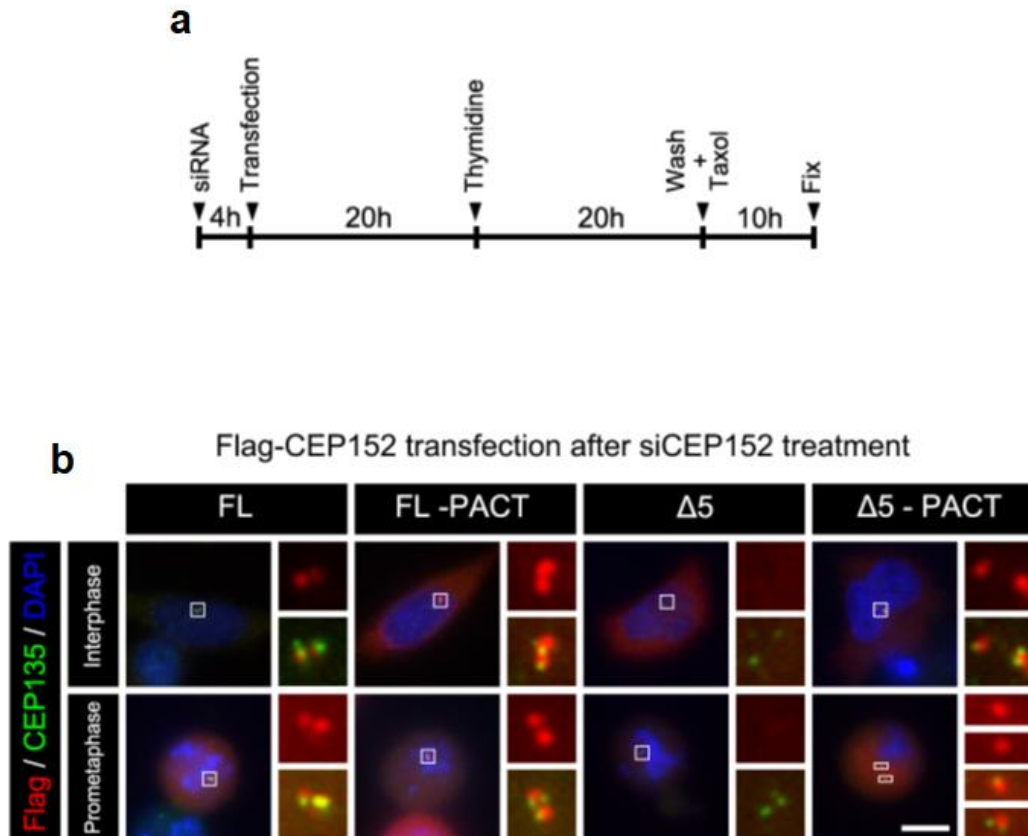 a
siRNA
Transfection
Thymidine
Wash
+
Taxol
Fix
4h
20h
20h
10h
b
Flag-CEP152 transfection after siCEP152 treatment
FL
FL -PACT
Δ5
Δ5 - PACT
Flag / CEP135 / DAPI
Interphase
Prometaphase